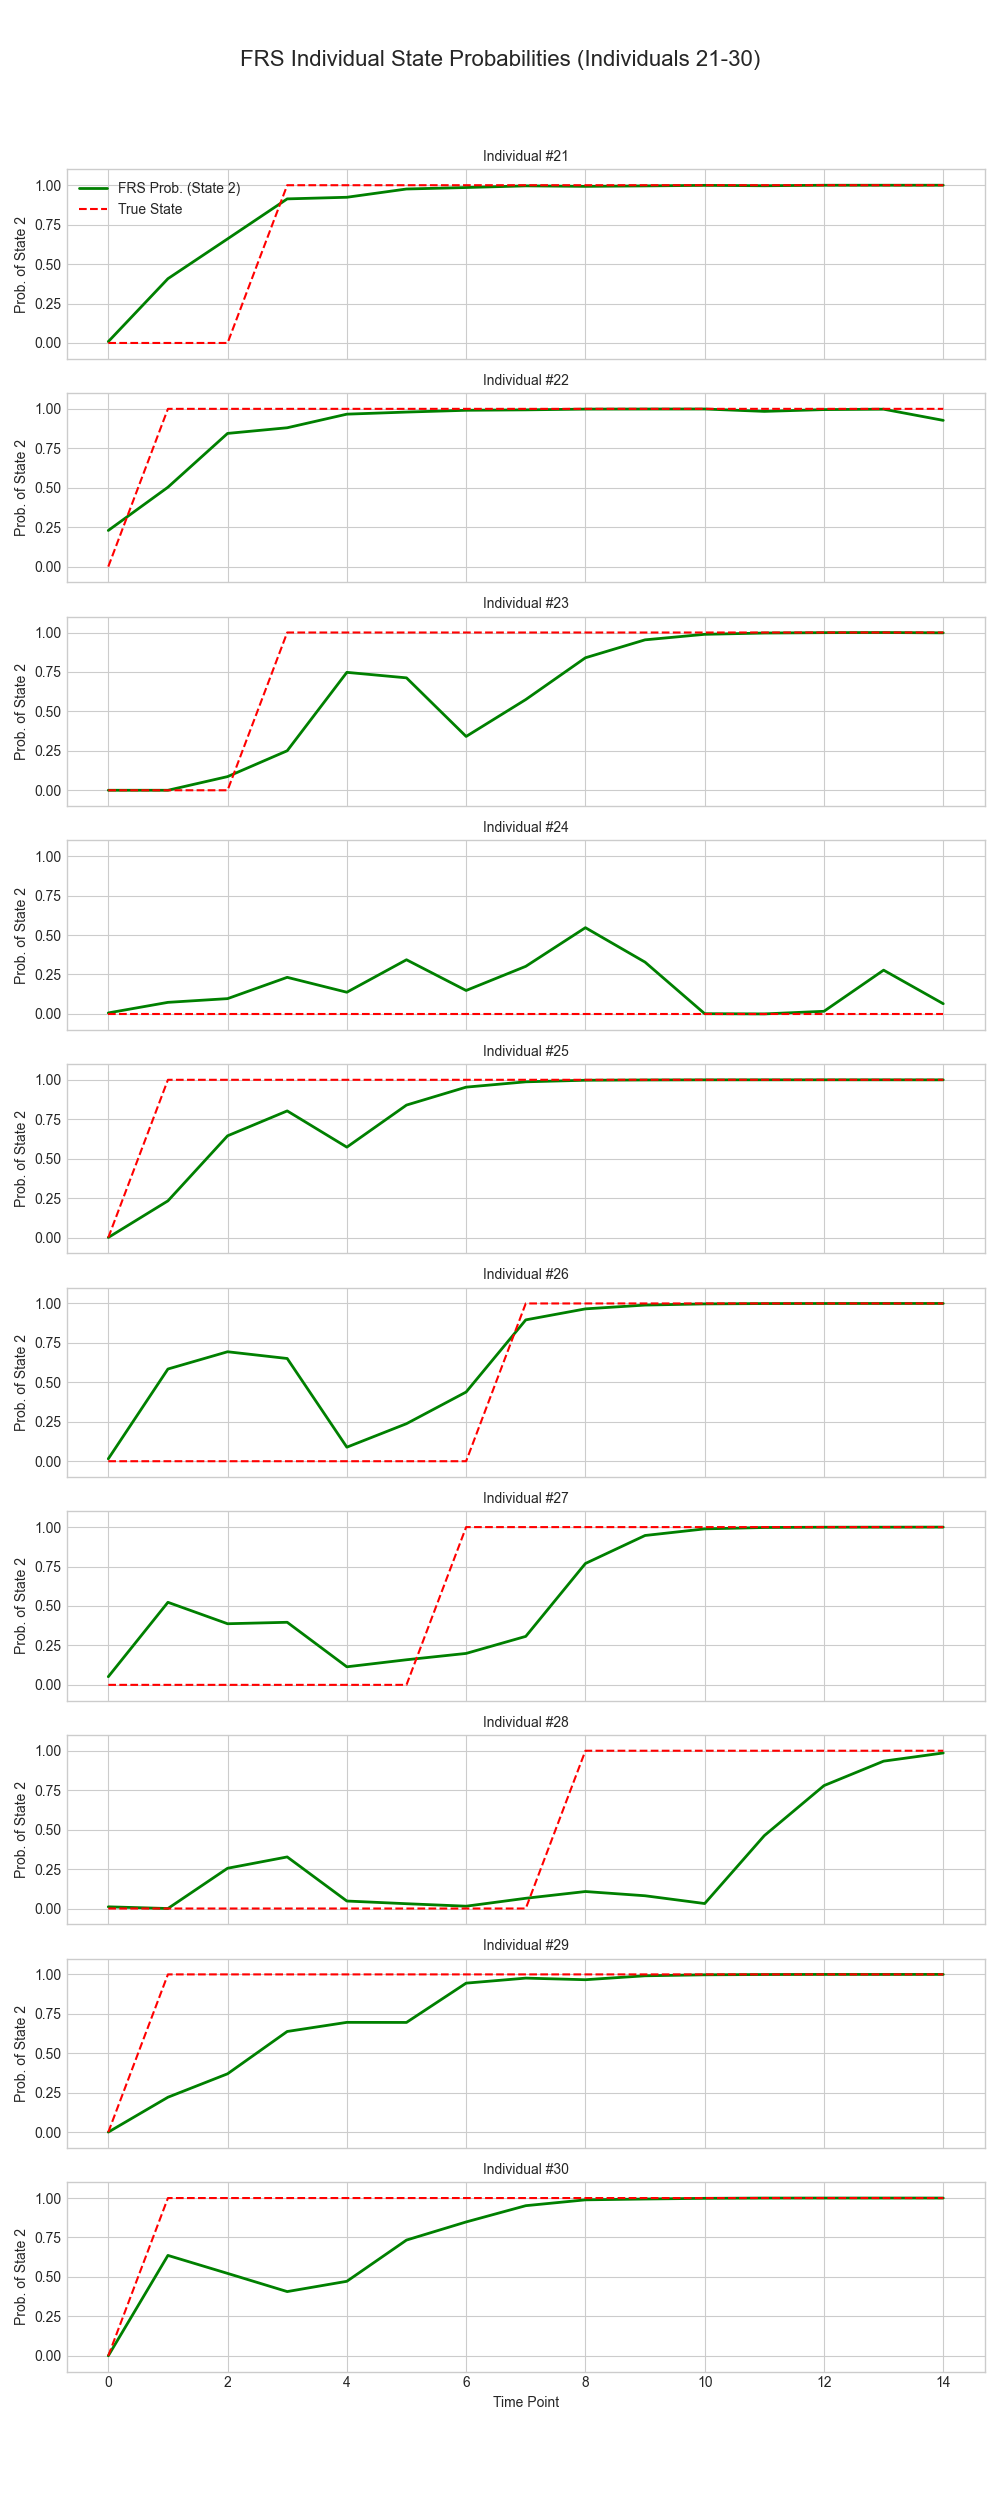 FRS Individual State Probabilities (Individuals 21-30)
Individual #21
FRS Prob. (State 2)
True State
1.00
0.75
0.50
0.25
0.00
Prob. of State 2
Individual #22
1.00
0.75
0.50
0.25
0.00
Prob. of State 2
Individual #23
1.00
0.75
0.50
0.25
0.00
Prob. of State 2
Individual #24
1.00
0.75
0.50
0.25
0.00
Prob. of State 2
Individual #25
1.00
0.75
0.50
0.25
0.00
Prob. of State 2
Individual #26
1.00
0.75
0.50
0.25
0.00
Prob. of State 2
Individual #27
1.00
0.75
0.50
0.25
0.00
Prob. of State 2
Individual #28
1.00
0.75
0.50
0.25
0.00
Prob. of State 2
Individual #29
1.00
0.75
0.50
0.25
0.00
Prob. of State 2
Individual #30
1.00
0.75
0.50
0.25
0.00
Prob. of State 2
0 2 4 6 8 10 12 14
Time Point